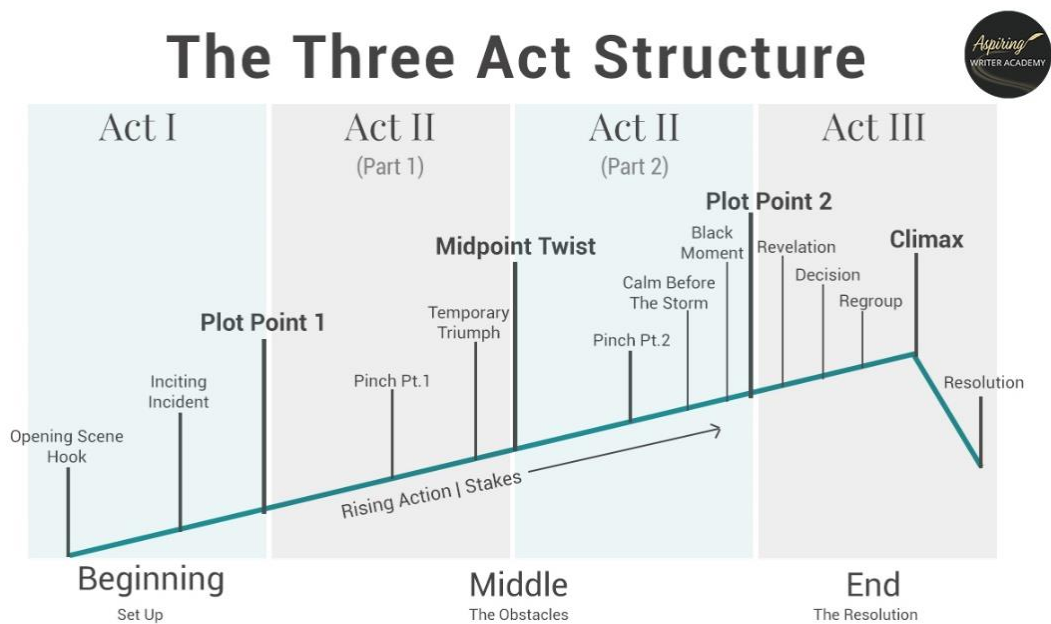 The Three Act Structure
Aspiring
WRITER ACADEMY
Act I
Act II
(Part 1)
Act II
(Part 2)
Act III
Opening Scene
Hook
Inciting
Incident
Plot Point 1
Pinch Pt.1
Temporary
Triumph
Midpoint Twist
Pinch Pt.2
Calm Before
The Storm
Black
Moment
Plot Point 2
Revelation
Decision
Regroup
Climax
Resolution
Rising Action | Stakes
Beginning
Set Up
Middle
The Obstacles
End
The Resolution